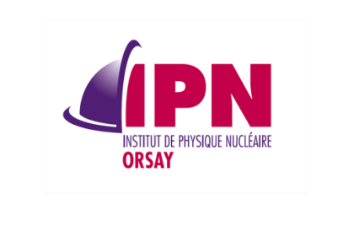 IPN
INSTITUT DE PHYSIQUE NUCLÉAIRE
ORSAY